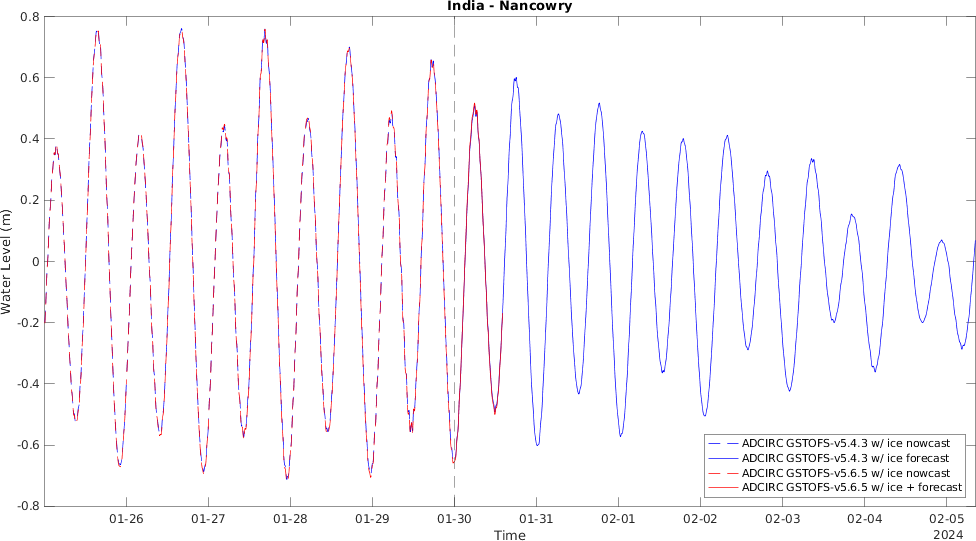 India - Nancowry
0.8
0.6
0.4
0.2
0
-0.2
-0.4
-0.6
-0.8
Water Level (m)
ADCIRC GSTOFS-v5.4.3 w/ ice nowcast
ADCIRC GSTOFS-v5.4.3 w/ ice forecast
ADCIRC GSTOFS-v5.6.5 w/ ice nowcast
ADCIRC GSTOFS-v5.6.5 w/ ice + forecast
01-26 01-27 01-28 01-29 01-30 01-31 02-01 02-02 02-03 02-04 02-05
Time 2024